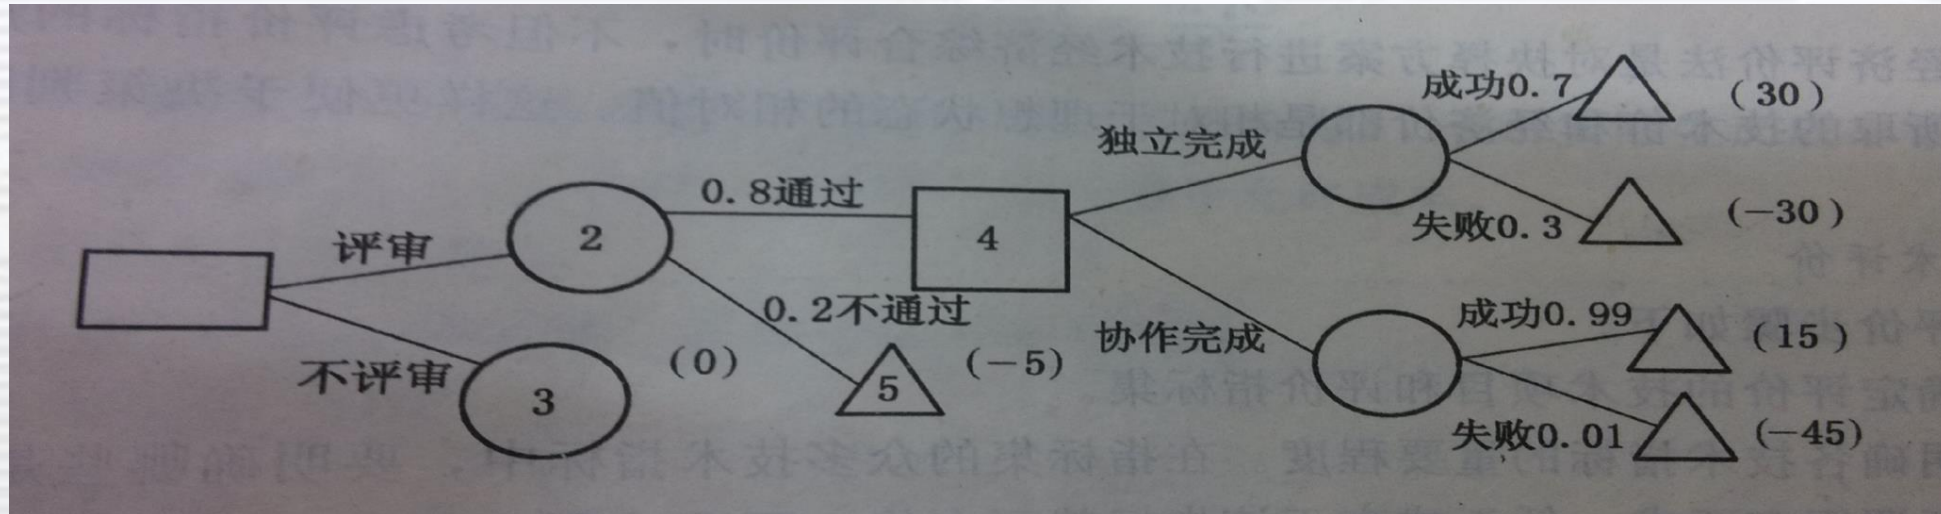 成功0.7
(30)
独立完成
失败0.3
(-30)
0.8通过
评审
2
4
0.2不通过
不评审
3
(0)
5
(-5)
协作完成
成功0.99
(15)
失败0.01
(-45)